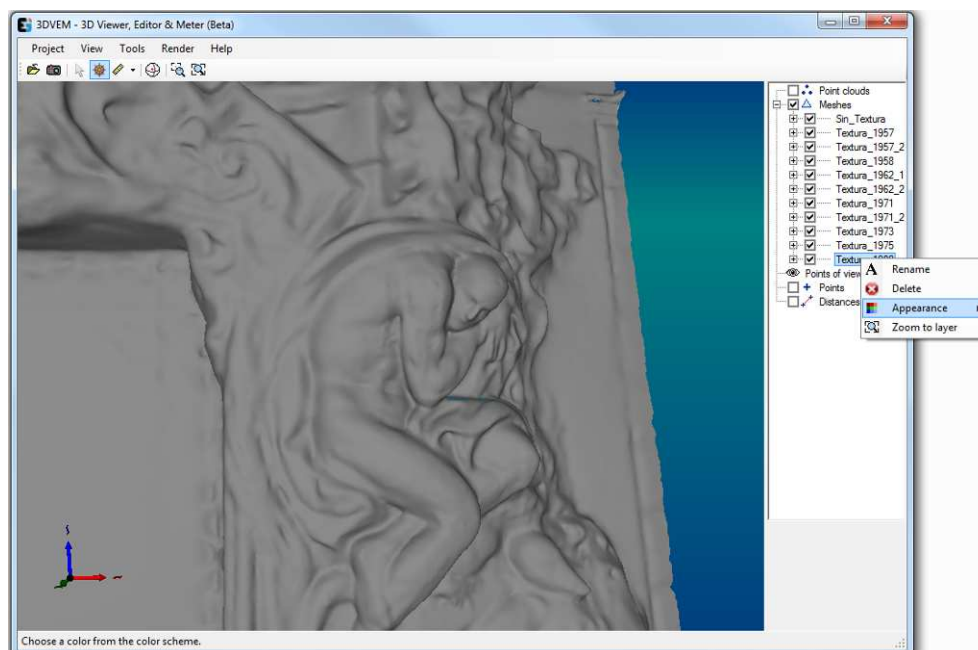 3DVEM - 3D Viewer, Editor & Meter (Beta)
Project View Tools Render Help
Point clouds
Meshes
Sin_Textura
Textura_1957
Textura_1957_2
Textura_1958
Textura_1962_1
Textura_1962_2
Textura_1971
Textura_1971_2
Textura_1973
Textura_1975
Points of view
Points
Distances
Rename
Delete
Appearance
Zoom to layer
Choose a color from the color scheme.